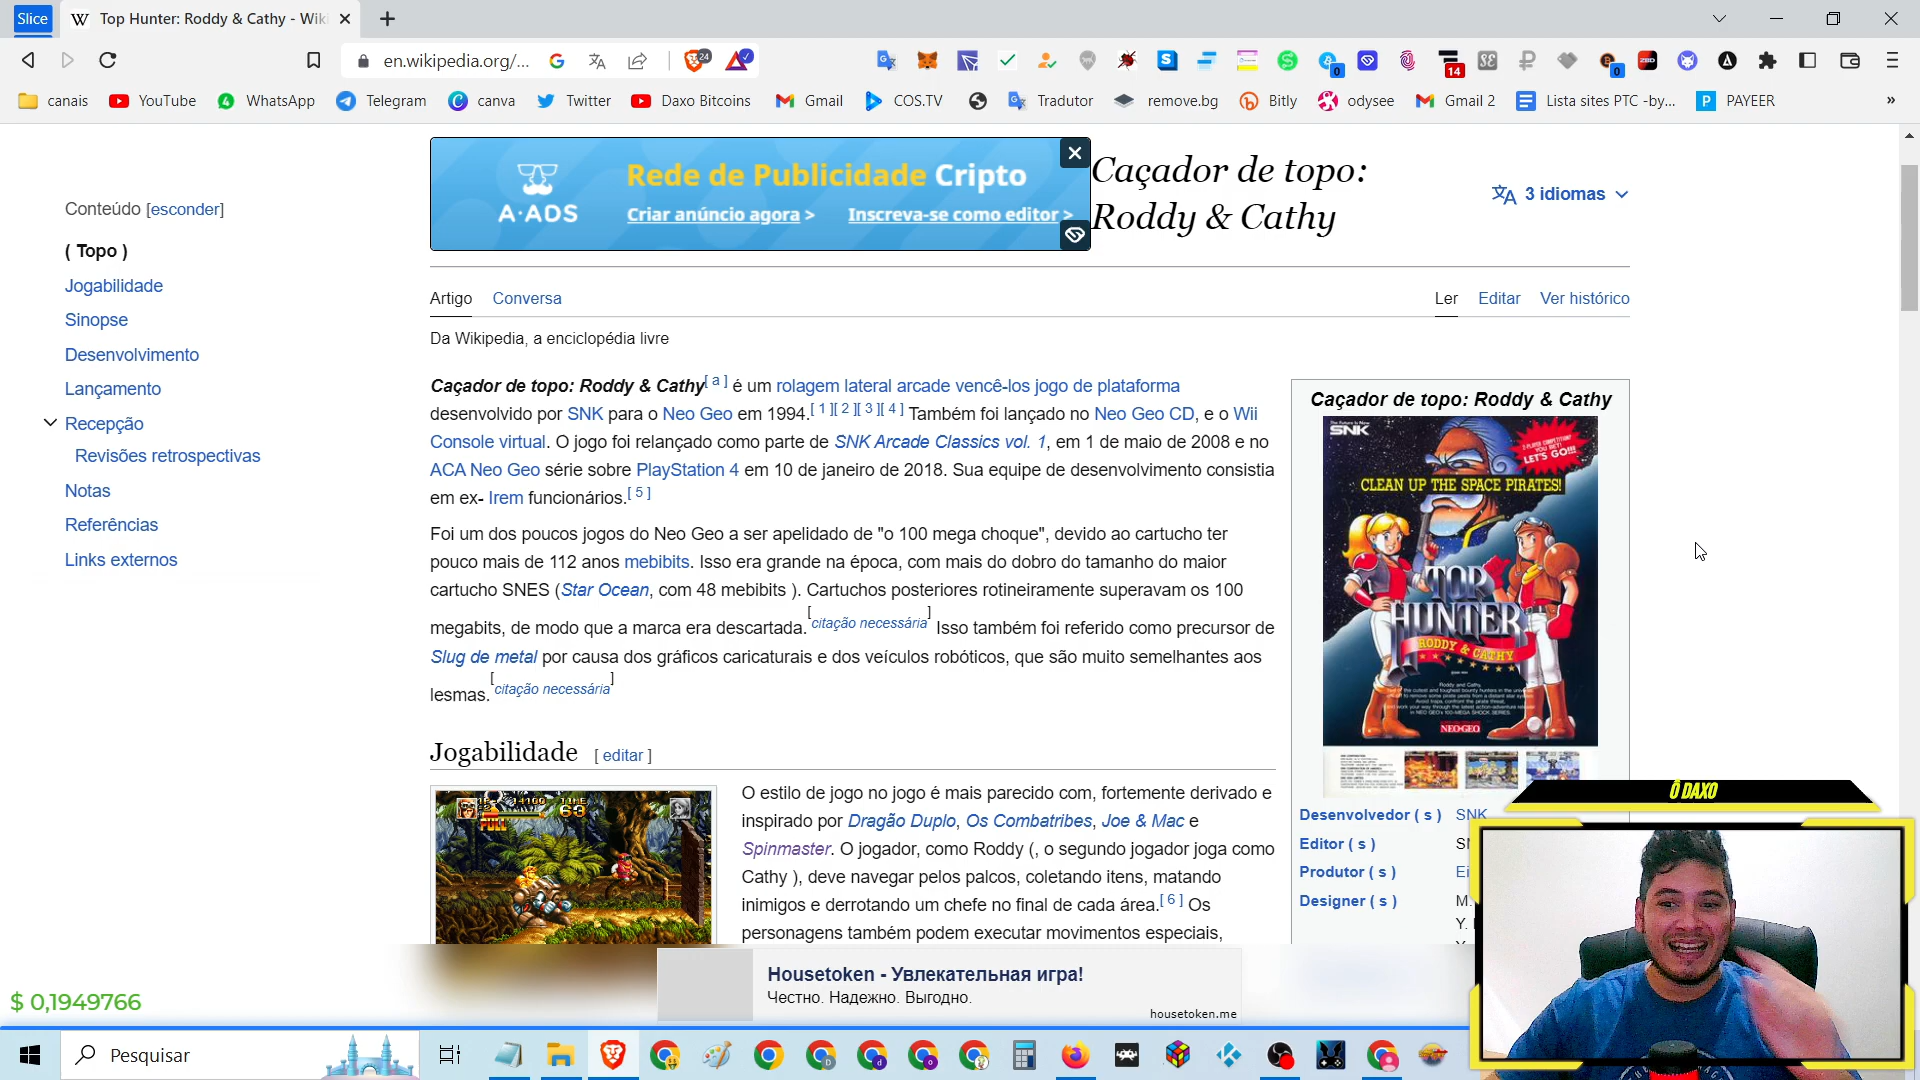 Slice
W Top Hunter: Roddy & Cathy - Wiki
en.wikipedia.org/...
24
0
14
0
canais YouTube WhatsApp Telegram canva Twitter Daxo Bitcoins Gmail COS.TV Tradutor remove.bg Bitly odysee Gmail 2 Lista sites PTC -by... PAYEER »
A·ADS
Rede de Publicidade Cripto
Criar anúncio agora > Inscreva-se como editor >
Caçador de topo:
Roddy & Cathy
3 idiomas
Conteúdo [esconder]
( Topo )
Jogabilidade
Sinopse
Desenvolvimento
Lançamento
Recepção
Revisões retrospectivas
Notas
Referências
Links externos
Artigo Conversa
Ler Editar Ver histórico
Da Wikipedia, a enciclopédia livre
Caçador de topo: Roddy & Cathy[ a ] é um rolagem lateral arcade vencê-los jogo de plataforma
desenvolvido por SNK para o Neo Geo em 1994.[ 1 ][ 2 ][ 3 ][ 4 ] Também foi lançado no Neo Geo CD, e o Wii
Console virtual. O jogo foi relançado como parte de SNK Arcade Classics vol. 1, em 1 de maio de 2008 e no
ACA Neo Geo série sobre PlayStation 4 em 10 de janeiro de 2018. Sua equipe de desenvolvimento consistia
em ex- Irem funcionários.[ 5 ]
Foi um dos poucos jogos do Neo Geo a ser apelidado de "o 100 mega choque", devido ao cartucho ter
pouco mais de 112 anos mebibits. Isso era grande na época, com mais do dobro do tamanho do maior
cartucho SNES (Star Ocean, com 48 mebibits ). Cartuchos posteriores rotineiramente superavam os 100
megabits, de modo que a marca era descartada.[citação necessária] Isso também foi referido como precursor de
Slug de metal por causa dos gráficos caricaturais e dos veículos robóticos, que são muito semelhantes aos
lesmas.[citação necessária]
Jogabilidade [ editar ]
O estilo de jogo no jogo é mais parecido com, fortemente derivado e
inspirado por Dragão Duplo, Os Combatribes, Joe & Mac e
Spinmaster. O jogador, como Roddy (, o segundo jogador joga como
Cathy ), deve navegar pelos palcos, coletando itens, matando
inimigos e derrotando um chefe no final de cada área.[ 6 ] Os
personagens também podem executar movimentos especiais,
TIME
63
Caçador de topo: Roddy & Cathy
The Future is Now
SNK
LET'S GO!!!
CLEAN UP THE SPACE PIRATES!
TOP
HUNTER
RODDY & CATHY
NEO·GEO
Desenvolvedor ( s ) SNK
Editor ( s )
Produtor ( s )
Designer ( s ) M.
Ô DAXO
Housetoken - Увлекательная игра!
Честно. Надежно. Выгодно.
housetoken.me
$ 0,1949766
Pesquisar